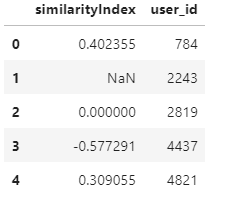 similarityIndex user_id
0 0.402355 784
1 NaN 2243
2 0.000000 2819
3 -0.577291 4437
4 0.309055 4821